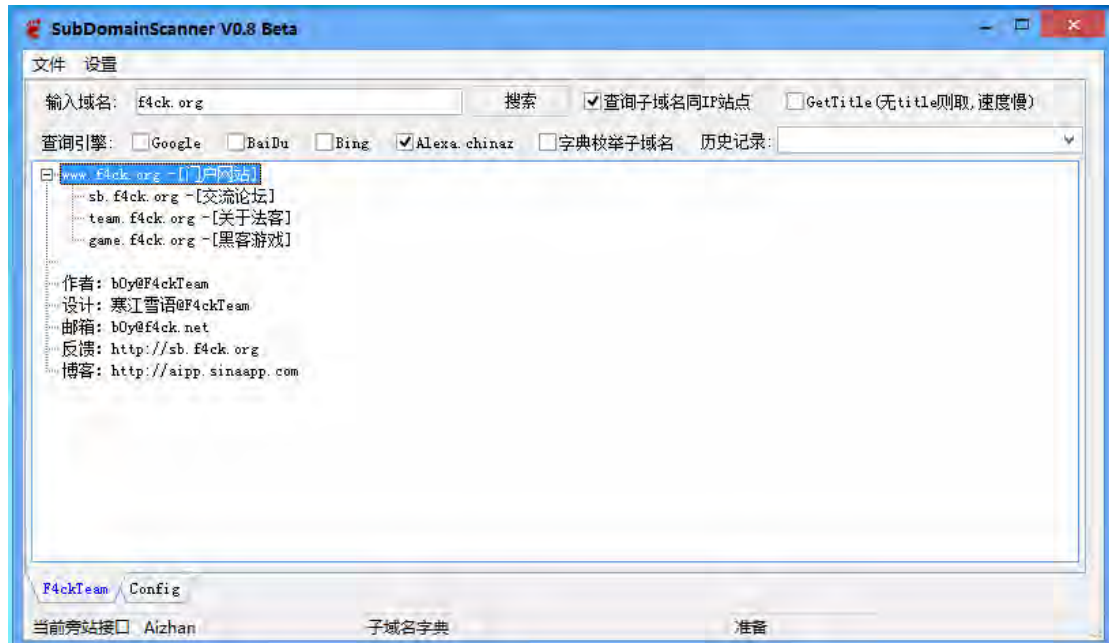 SubDomainScanner V0.8 Beta
文件 设置
输入域名: f4ck.org 搜索 查询子域名同IP站点 GetTitle(无title则取,速度慢)
查询引擎: Google BaiDu Bing Alexa.chinaz 字典枚举子域名 历史记录:
www.f4ck.org -[门户网站]
sb.f4ck.org -[交流论坛]
team.f4ck.org -[关于法客]
game.f4ck.org -[黑客游戏]
作者: b0y@F4ckTeam
设计: 寒江雪语@F4ckTeam
邮箱: b0y@f4ck.net
反馈: http://sb.f4ck.org
博客: http://aipp.sinaapp.com
F4ckTeam Config
当前旁站接口 Aizhan 子域名字典 准备